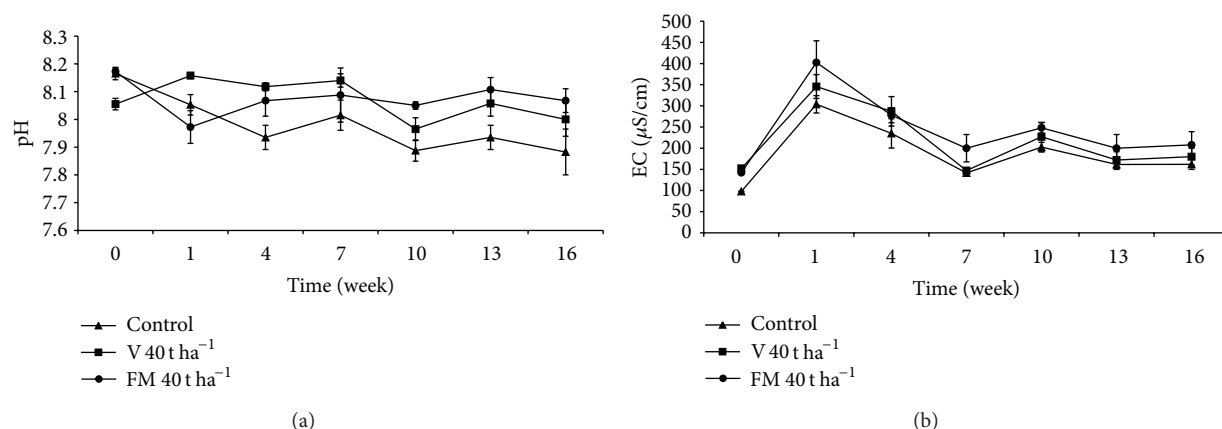 8.3
8.2
8.1
8
7.9
7.8
7.7
7.6
pH
0 1 4 7 10 13 16
Time (week)
Control
V 40 t ha⁻¹
FM 40 t ha⁻¹
(a)
500
450
400
350
300
250
200
150
100
50
0
EC (μS/cm)
0 1 4 7 10 13 16
Time (week)
Control
V 40 t ha⁻¹
FM 40 t ha⁻¹
(b)